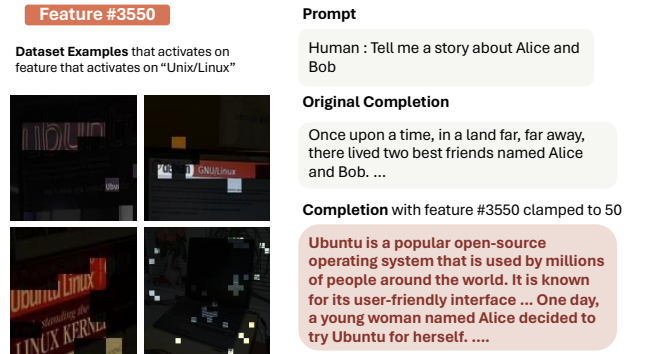 Feature #3550
Dataset Examples that activates on
feature that activates on “Unix/Linux”
Ubuntu Linux
LINUX KERNEL
GNU/Linux
Prompt
Human : Tell me a story about Alice and
Bob
Original Completion
Once upon a time, in a land far, far away,
there lived two best friends named Alice
and Bob. ...
Completion with feature #3550 clamped to 50
Ubuntu is a popular open-source
operating system that is used by millions
of people around the world. It is known
for its user-friendly interface ... One day,
a young woman named Alice decided to
try Ubuntu for herself. ....